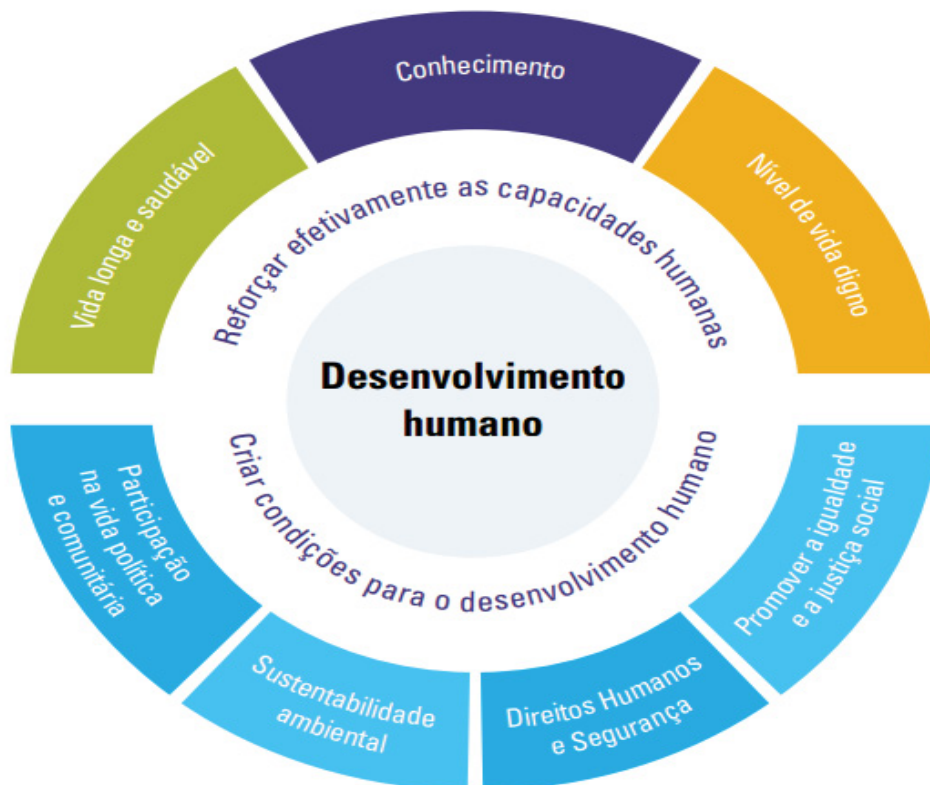 Conhecimento
Vida longa e saudável
Nível de vida digno
Reforçar efetivamente as capacidades humanas
Desenvolvimento
humano
Criar condições para o desenvolvimento humano
Participação
na vida política
e comunitária
Sustentabilidade
ambiental
Direitos Humanos
e Segurança
Promover a igualdade
e a justiça social